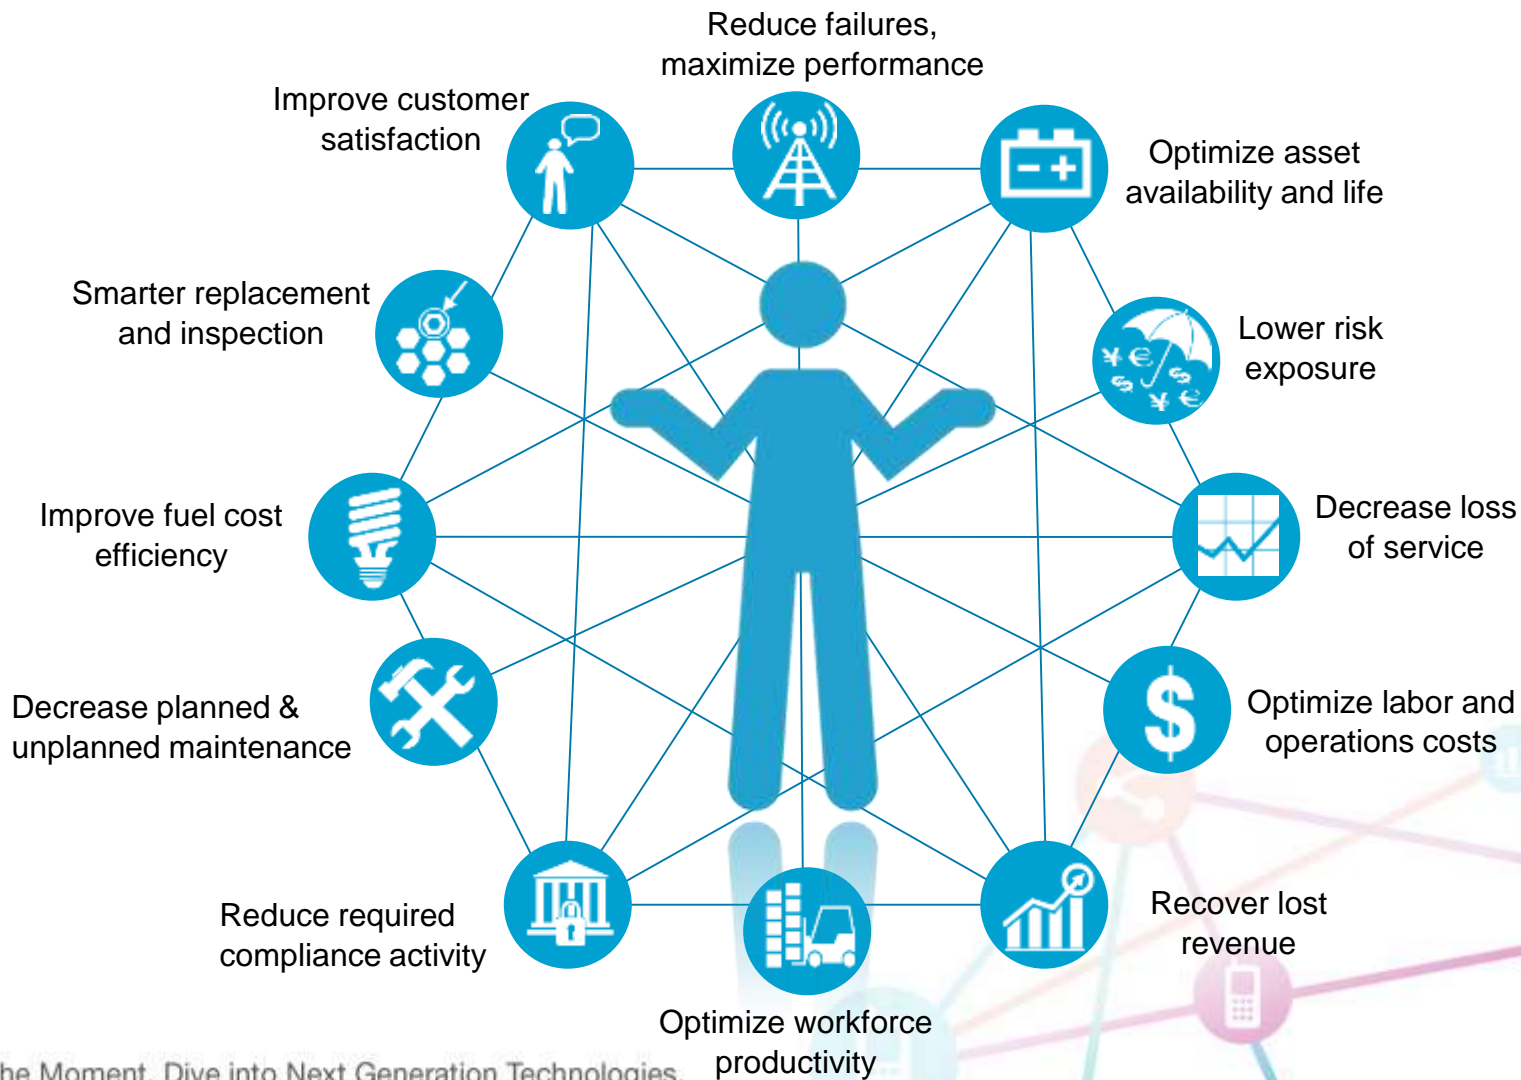 Reduce failures,
maximize performance
Improve customer
satisfaction
Optimize asset
availability and life
Smarter replacement
and inspection
Lower risk
exposure
Improve fuel cost
efficiency
Decrease loss
of service
Decrease planned &
unplanned maintenance
Optimize labor and
operations costs
Reduce required
compliance activity
Recover lost
revenue
Optimize workforce
productivity
he Moment. Dive into Next Generation Technologies.